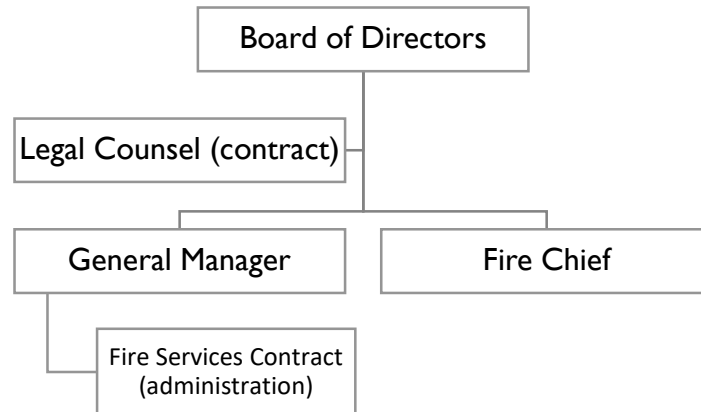 Board of Directors
Legal Counsel (contract)
General Manager
Fire Chief
Fire Services Contract
(administration)